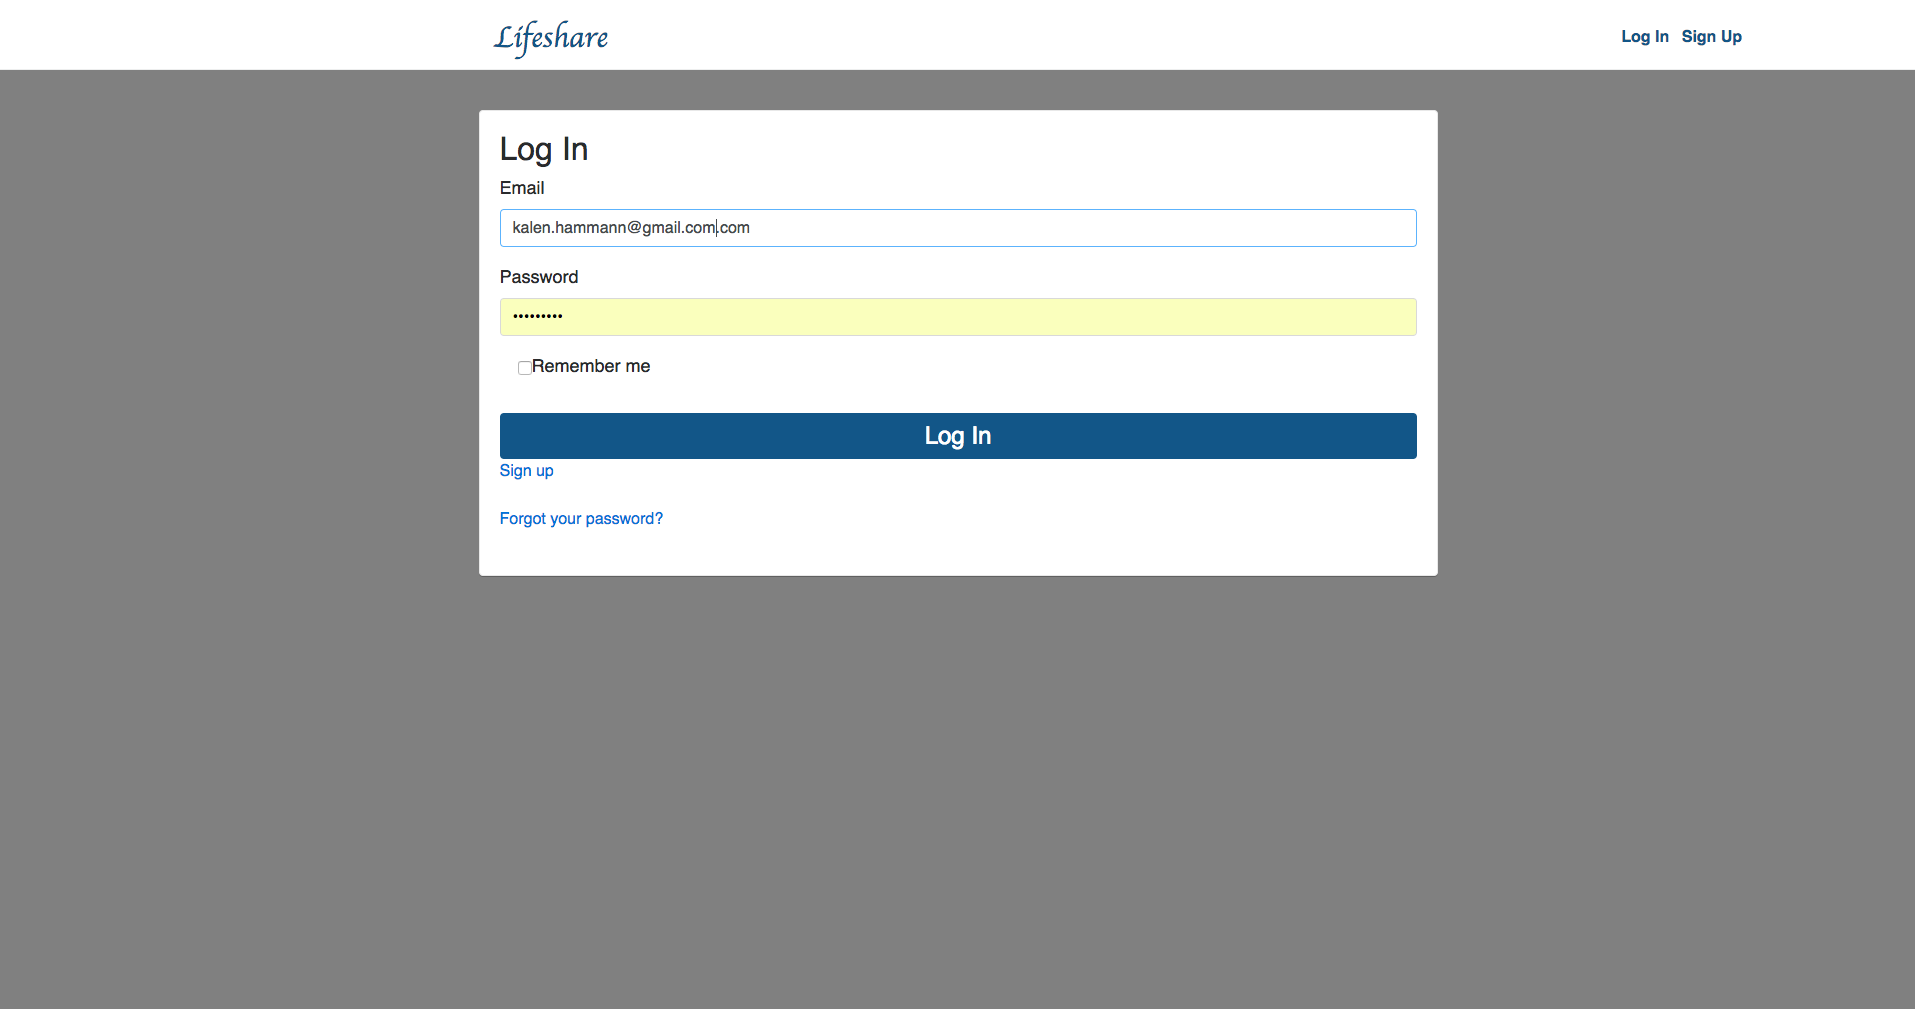 Lifeshare
Log In Sign Up
Log In
Email
kalen.hammann@gmail.com.com
Password
•••••••••
Remember me
Log In
Sign up
Forgot your password?